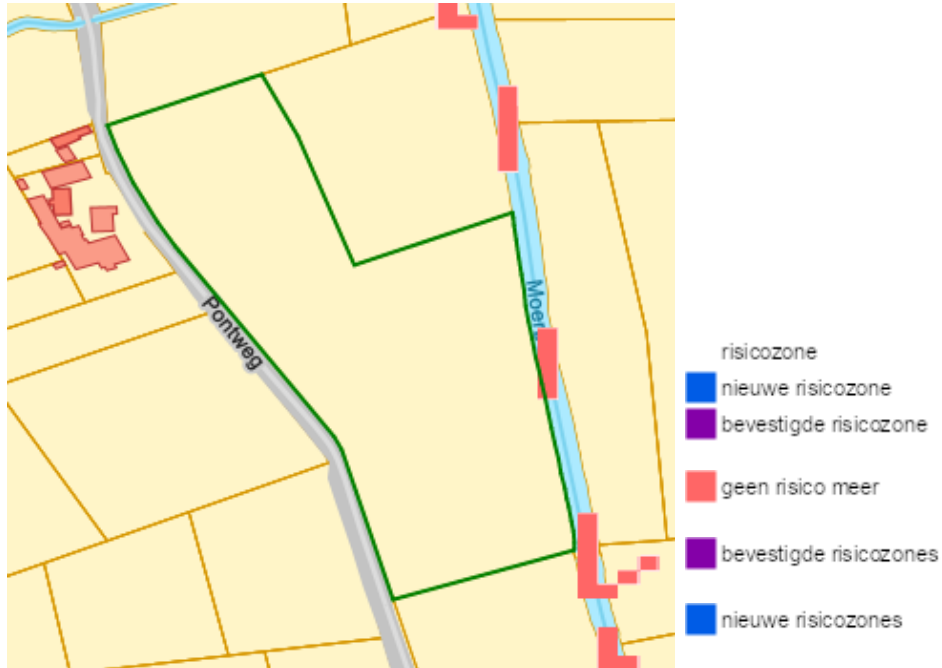 Pontweg
Moer
risicozone
nieuwe risicozone
bevestigde risicozone
geen risico meer
bevestigde risicozones
nieuwe risicozones